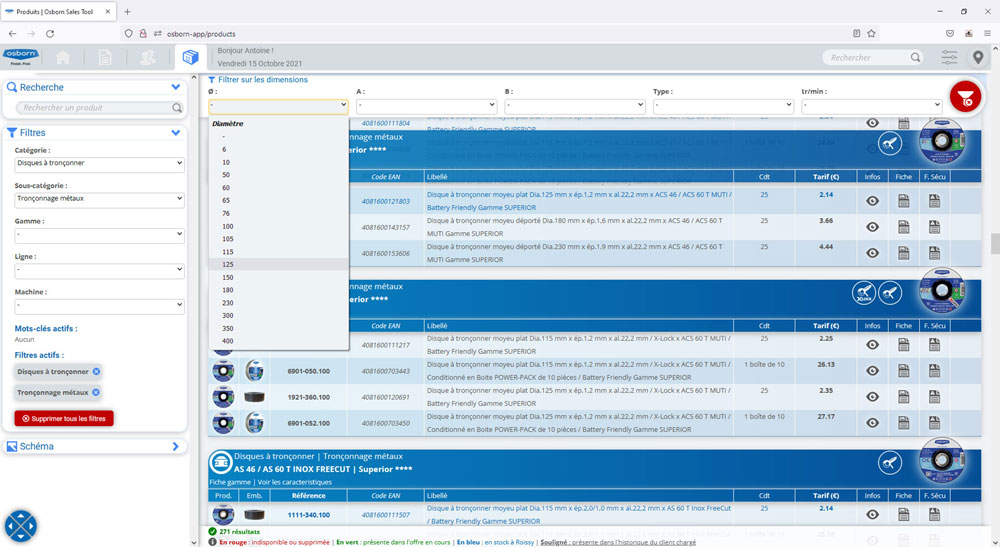 Produits | Osborn Sales Tool
osborn-app/products
osborn
Finish. First.
Bonjour Antoine !
Vendredi 15 Octobre 2021
Rechercher
Recherche
Rechercher un produit
Filtres
Catégorie :
Disques à tronçonner
Sous-catégorie :
Tronçonnage métaux
Gamme :
-
Ligne :
-
Machine :
-
Mots-clés actifs :
Aucun
Filtres actifs :
Disques à tronçonner
Tronçonnage métaux
Supprimer tous les filtres
Schéma
Filtrer sur les dimensions
Ø : A : B : Type : tr/min :
- - - - -
Diamètre
-
6
10
50
60
65
76
100
105
115
125
150
180
230
300
350
400
4081600111804
onnage métaux
perior ****
Code EAN Libellé Cdt Tarif (€) Infos Fiche F. Sécu
4081600121803 Disque à tronçonner moyeu plat Dia.125 mm x ép.1,2 mm x al.22,2 mm x ACS 46 / ACS 60 T MUTI / 25 2.14
Battery Friendly Gamme SUPERIOR
4081600143157 Disque à tronçonner moyeu déporté Dia.180 mm x ép.1,6 mm x al.22,2 mm x ACS 46 / ACS 60 T 25 3.66
MUTI Gamme SUPERIOR
4081600153606 Disque à tronçonner moyeu déporté Dia.230 mm x ép.1,9 mm x al.22,2 mm x ACS 46 / ACS 60 T 25 4.44
MUTI Gamme SUPERIOR
onnage métaux
perior ****
Code EAN Libellé Cdt Tarif (€) Infos Fiche F. Sécu
4081600111217 Disque à tronçonner moyeu plat Dia.115 mm x ép.1,2 mm x al.22,2 mm / X-Lock x ACS 60 T MUTI / 25 2.25
Battery Friendly Gamme SUPERIOR
6901-050.100 4081600703443 Disque à tronçonner moyeu plat Dia.115 mm x ép.1,2 mm x al.22,2 mm / X-Lock x ACS 60 T MUTI / 1 boîte de 10 26.13
Conditionné en Boite POWER-PACK de 10 pièces / Battery Friendly Gamme SUPERIOR
1921-360.100 4081600120691 Disque à tronçonner moyeu plat Dia.125 mm x ép.1,2 mm x al.22,2 mm / X-Lock x ACS 60 T MUTI / 25 2.35
Battery Friendly Gamme SUPERIOR
6901-052.100 4081600703450 Disque à tronçonner moyeu plat Dia.125 mm x ép.1,2 mm x al.22,2 mm / X-Lock x ACS 60 T MUTI / 1 boîte de 10 27.17
Conditionné en Boite POWER-PACK de 10 pièces / Battery Friendly Gamme SUPERIOR
Disques à tronçonner | Tronçonnage métaux
AS 46 / AS 60 T INOX FREECUT | Superior ****
Fiche gamme | Voir les caractéristiques
Prod. Emb. Référence Code EAN Libellé Cdt Tarif (€) Infos Fiche F. Sécu
1111-340.100 4081600111507 Disque à tronçonner moyeu plat Dia.115 mm x ép.2,0/1,0 mm x al.22,2 mm x AS 60 T Inox FreeCut 25 2.14
/ Battery Friendly Gamme SUPERIOR
271 résultats
En rouge : indisponible ou supprimée | En vert : présente dans l'offre en cours | En bleu : en stock à Roissy | Souligné : présente dans l'historique du client chargé